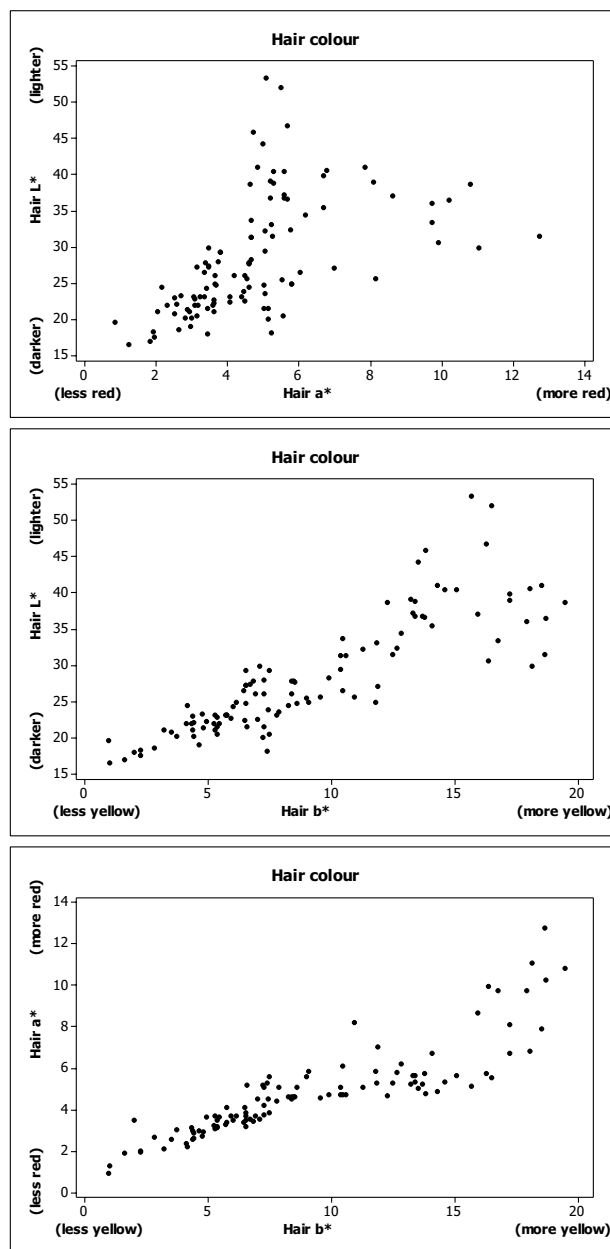 Hair colour
(lighter)
Hair L*
(darker)
55
50
45
40
35
30
25
20
15
0
2
4
6
8
10
12
14
(less red)
Hair a*
(more red)
Hair colour
(lighter)
Hair L*
(darker)
55
50
45
40
35
30
25
20
15
0
5
10
15
20
(less yellow)
Hair b*
(more yellow)
Hair colour
(more red)
Hair a*
(less red)
14
12
10
8
6
4
2
0
0
5
10
15
20
(less yellow)
Hair b*
(more yellow)